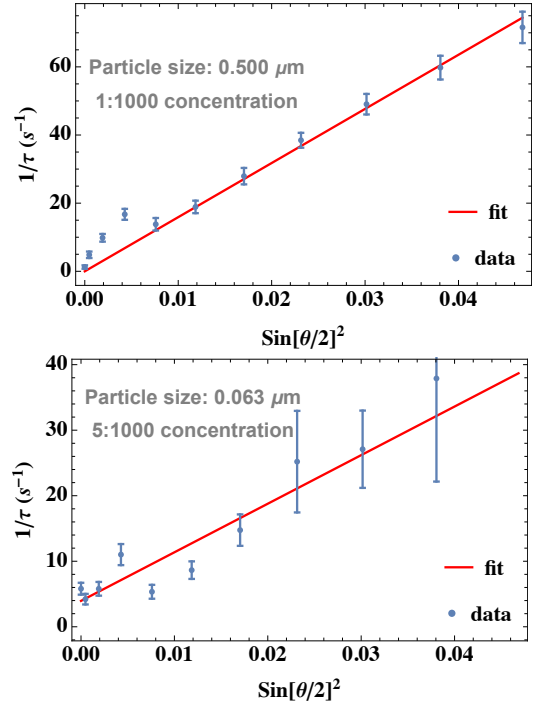 80
60
40
20
0
1/τ (s⁻¹)
Particle size: 0.500 μm
1:1000 concentration
fit
data
0.00 0.01 0.02 0.03 0.04
Sin[θ/2]²
40
30
20
10
0
1/τ (s⁻¹)
Particle size: 0.063 μm
5:1000 concentration
fit
data
0.00 0.01 0.02 0.03 0.04
Sin[θ/2]²